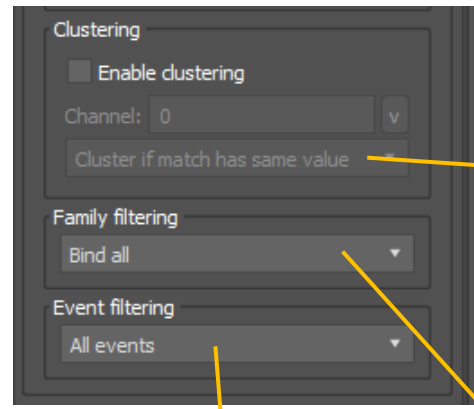 Clustering
Enable clustering
Channel: 0 v
Cluster if match has same value
Family filtering
Bind all
Event filtering
All events